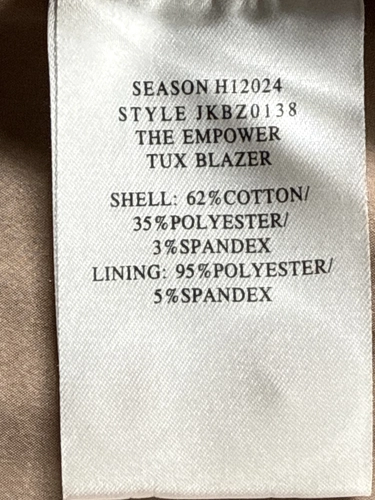 SEASON H12024
STYLE JKBZ0138
THE EMPOWER
TUX BLAZER
SHELL: 62%COTTON/
35%POLYESTER/
3%SPANDEX
LINING: 95%POLYESTER/
5%SPANDEX